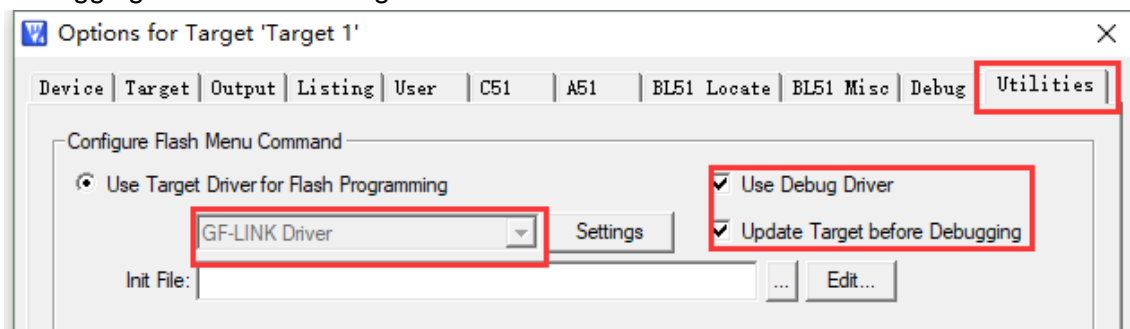 Options for Target 'Target 1'
Device Target Output Listing User C51 A51 BL51 Locate BL51 Misc Debug Utilities
Configure Flash Menu Command
Use Target Driver for Flash Programming Use Debug Driver
GF-LINK Driver Settings Update Target before Debugging
Init File: ... Edit...